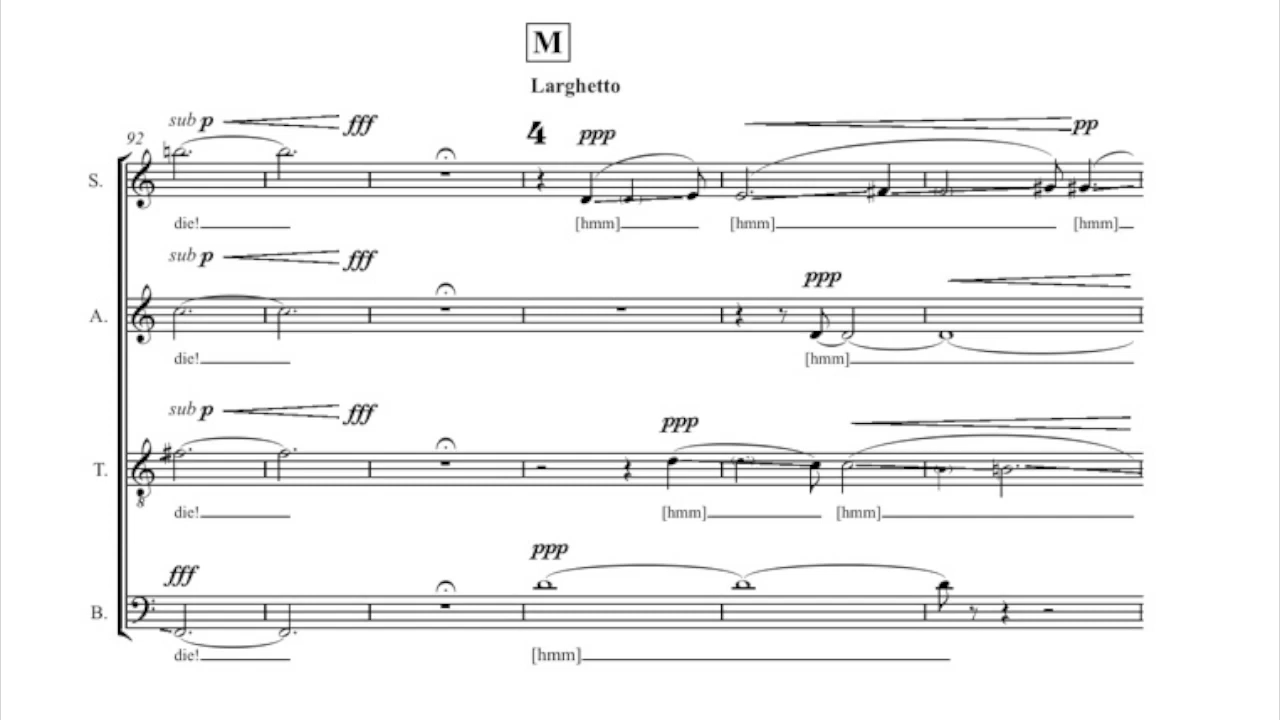 M
Larghetto
sub p fff
92 4 ppp pp
S.
die! [hmm] [hmm] [hmm]
sub p fff
ppp
A.
die! [hmm]
sub p fff
ppp
T.
8
die! [hmm] [hmm]
ppp
fff
B.
die! [hmm]